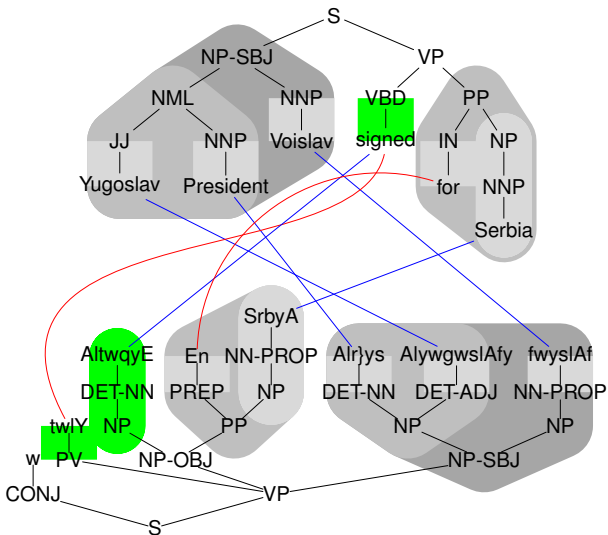 S
NP-SBJ VP
NML NNP VBD PP
JJ NNP Voislav signed IN NP
Yugoslav President for NNP
Serbia
SrbyA
AltwqyE En NN-PROP Alr}ys AlywgwslAfy fwyslAf
DET-NN PREP NP DET-NN DET-ADJ NN-PROP
twlY NP PP NP NP
w PV NP-OBJ NP-SBJ
CONJ VP
S